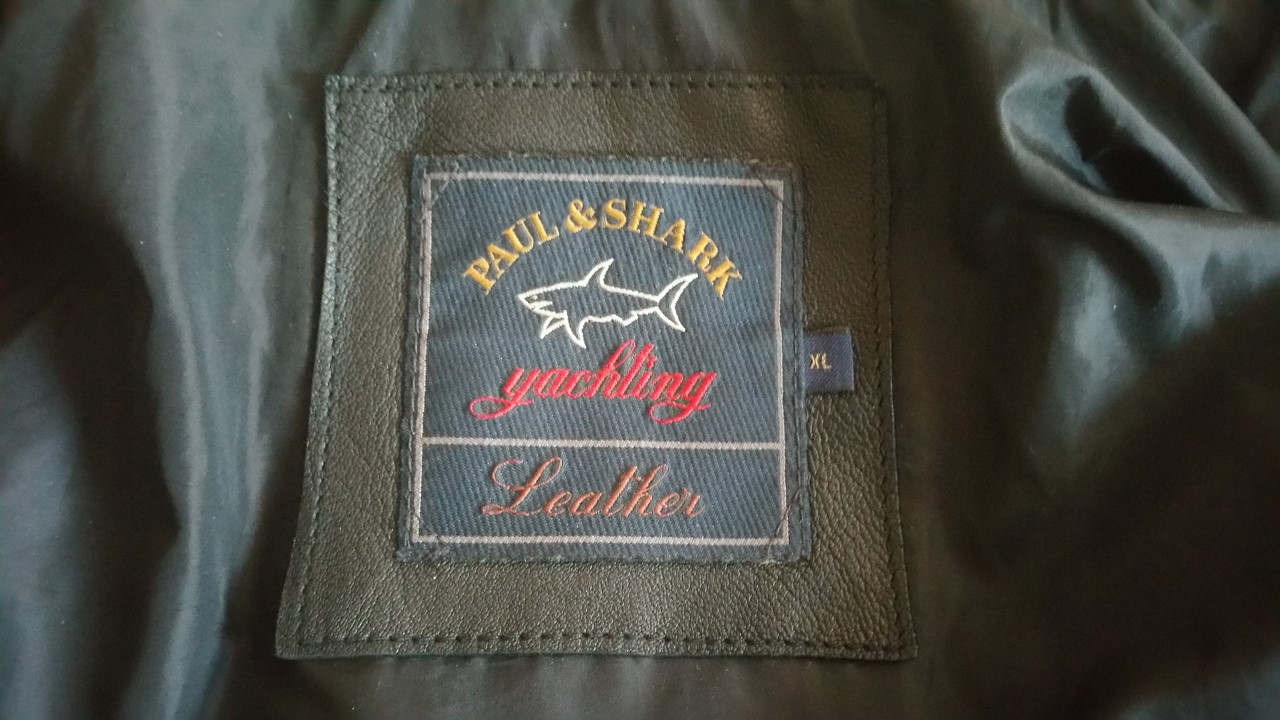 PAUL & SHARK
yachting
Leather
XL